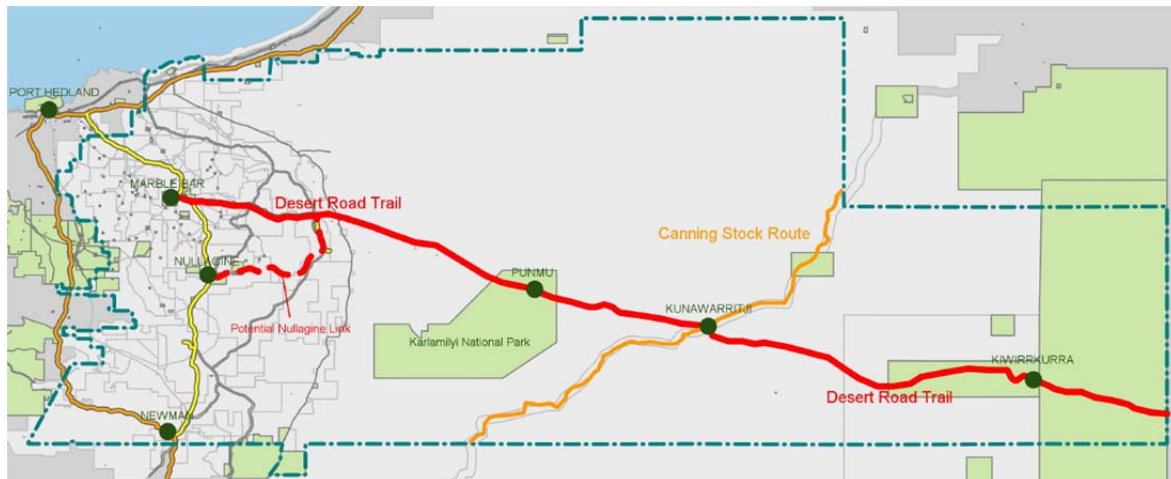 PORT HEDLAND
MARBLE BAR
Desert Road Trail
Canning Stock Route
NULLAGINE
PUNMU
KUNAWARRITJI
Potential Nullagine Link
Karlamilyi National Park
KIWIRRKURRA
Desert Road Trail
NEWMAN